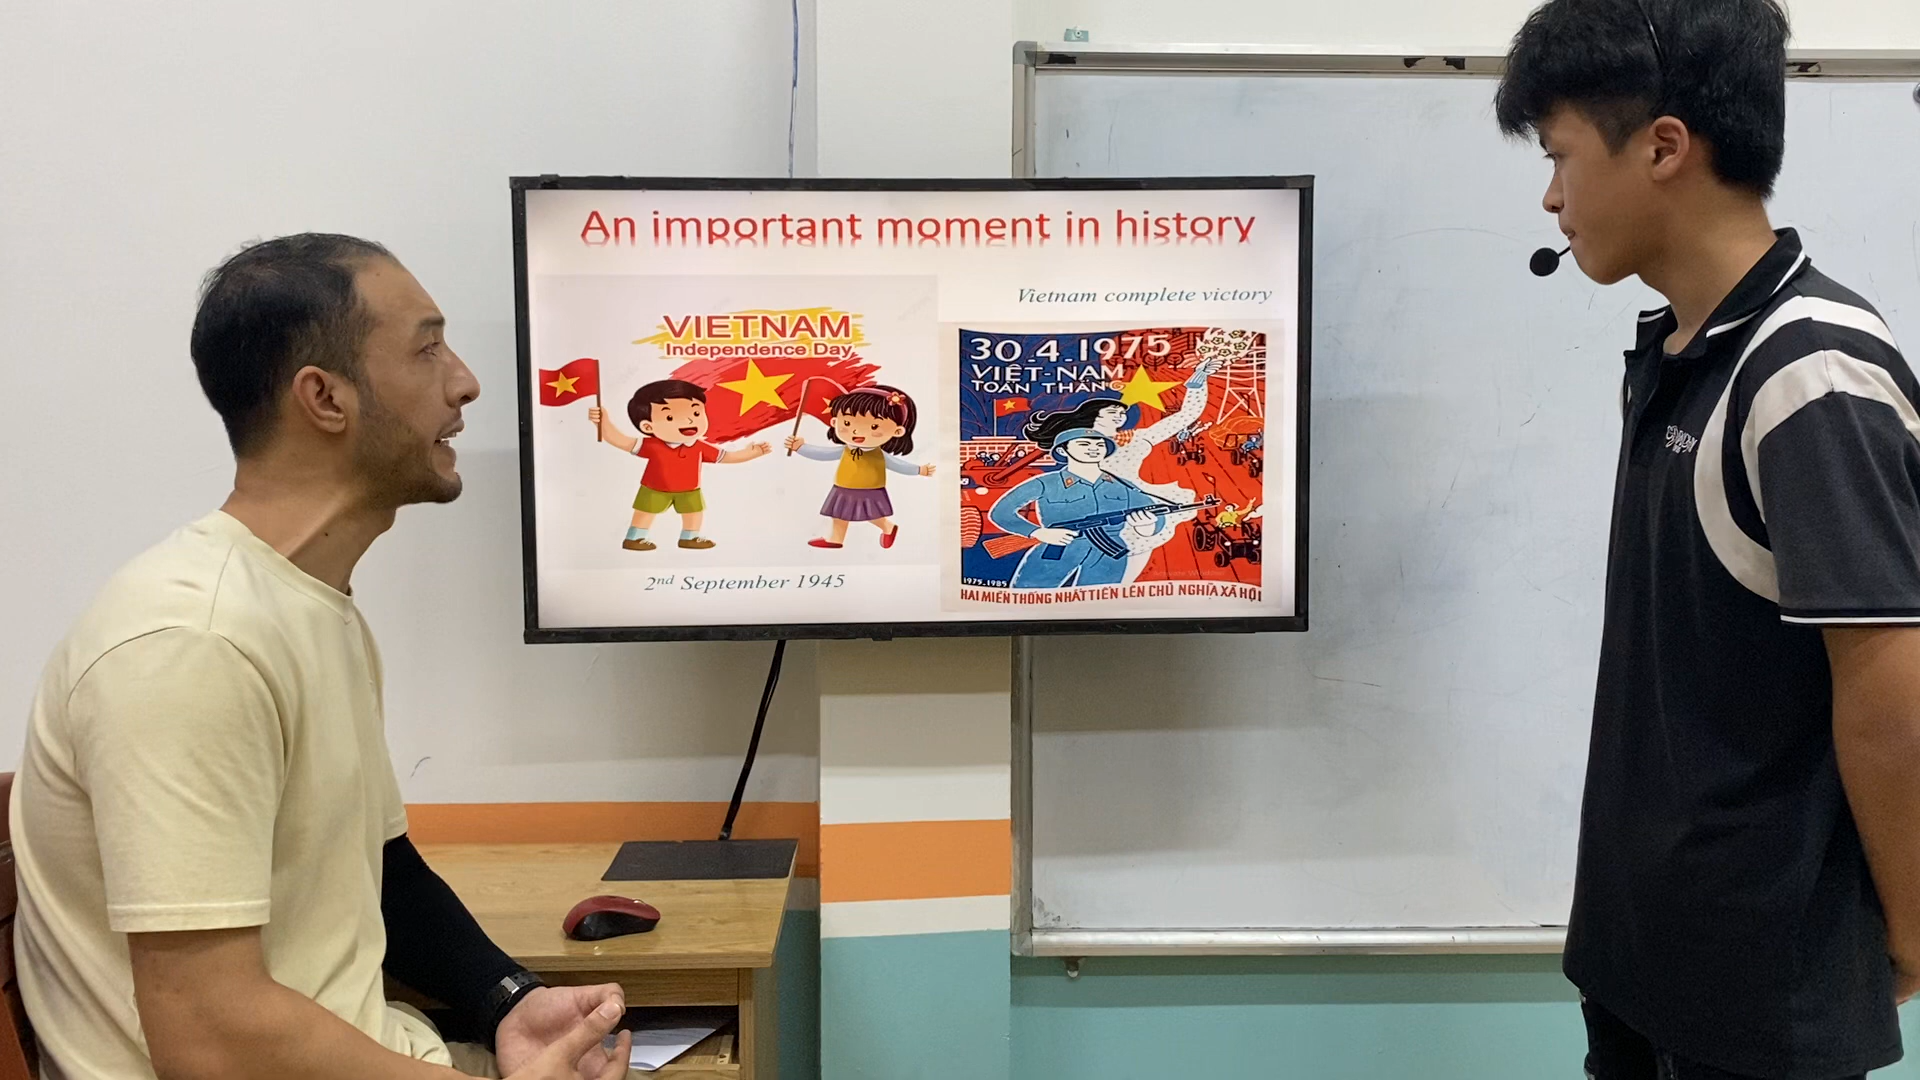 An important moment in history
Vietnam complete victory
VIETNAM
Independence Day
30.4.1975
VIỆT-NAM
TOÀN THẮNG
1975.1985
HAI MIỀN THỐNG NHẤT TIẾN LÊN CHỦ NGHĨA XÃ HỘI
2nd September 1945